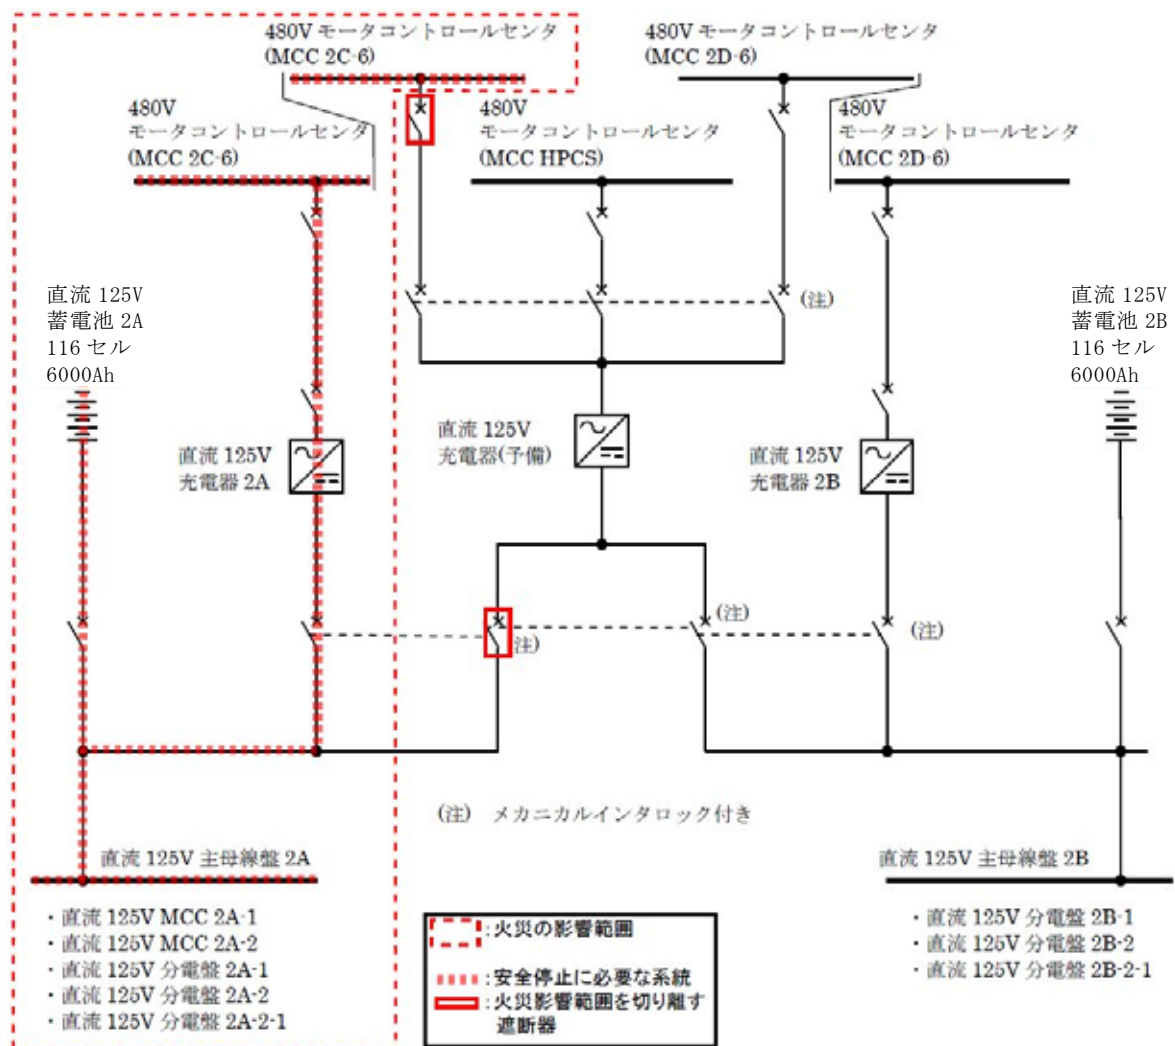 480V モータコントロールセンタ
(MCC 2C-6)
480V モータコントロールセンタ
(MCC 2D-6)
480V
モータコントロールセンタ
(MCC 2C-6)
480V
モータコントロールセンタ
(MCC HPCS)
480V
モータコントロールセンタ
(MCC 2D-6)
直流 125V
蓄電池 2A
116 セル
6000Ah
(注)
直流 125V
蓄電池 2B
116 セル
6000Ah
直流 125V
充電器 2A
直流 125V
充電器(予備)
直流 125V
充電器 2B
注)
(注)
(注)
(注) メカニカルインタロック付き
直流 125V 主母線盤 2A
直流 125V 主母線盤 2B
・直流 125V MCC 2A-1
・直流 125V MCC 2A-2
・直流 125V 分電盤 2A-1
・直流 125V 分電盤 2A-2
・直流 125V 分電盤 2A-2-1
:火災の影響範囲
:安全停止に必要な系統
:火災影響範囲を切り離す
遮断器
・直流 125V 分電盤 2B-1
・直流 125V 分電盤 2B-2
・直流 125V 分電盤 2B-2-1